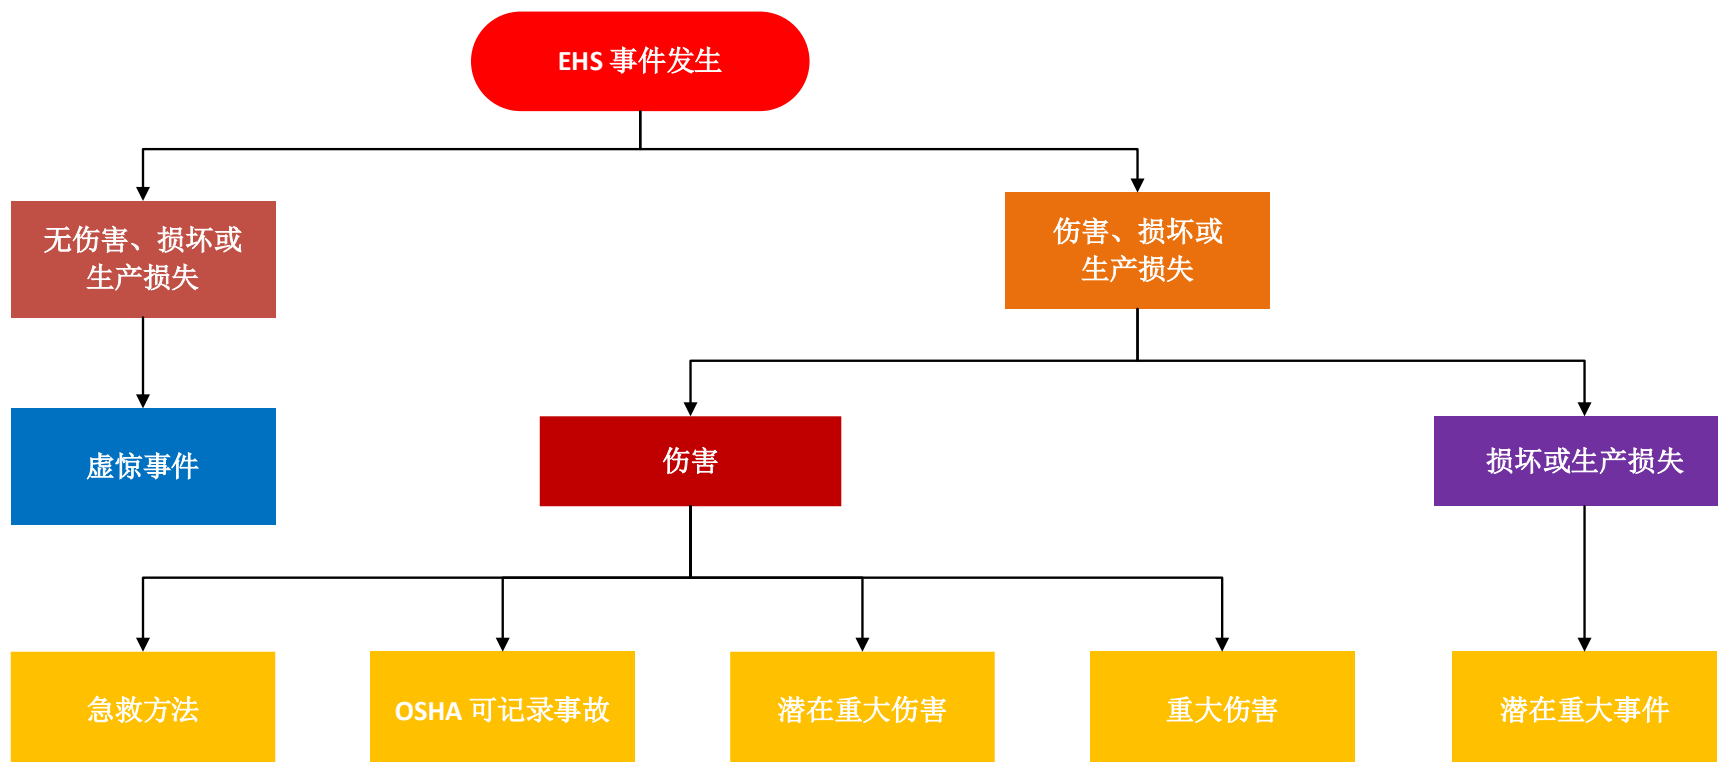 EHS 事件发生
无伤害、损坏或
生产损失
伤害、损坏或
生产损失
虚惊事件
伤害
损坏或生产损失
急救方法
OSHA 可记录事故
潜在重大伤害
重大伤害
潜在重大事件